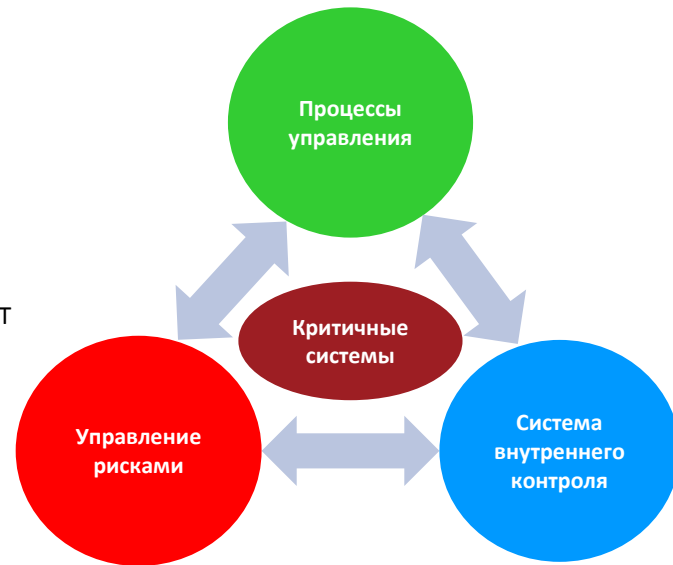 Процессы
управления
т
Критичные
системы
Управление
рисками
Система
внутреннего
контроля